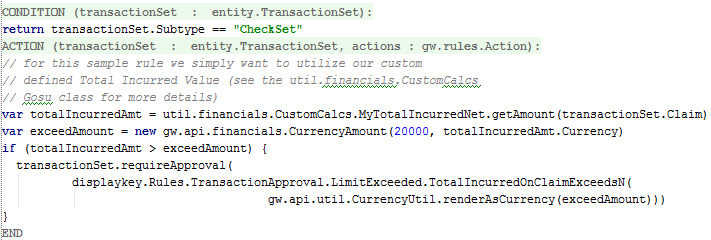 CONDITION (transactionSet  :  entity.TransactionSet):
return transactionSet.Subtype == "CheckSet"
ACTION (transactionSet  :  entity.TransactionSet, actions : gw.rules.Action):
// for this sample rule we simply want to utilize our custom
// defined Total Incurred Value (see the util.financials.CustomCalcs
// Gosu class for more details)
var totalIncurredAmt = util.financials.CustomCalcs.MyTotalIncurredNet.getAmount(transactionSet.Claim)
var exceedAmount = new gw.api.financials.CurrencyAmount(20000, totalIncurredAmt.Currency)
if (totalIncurredAmt > exceedAmount) {
  transactionSet.requireApproval(
          displaykey.Rules.TransactionApproval.LimitExceeded.TotalIncurredOnClaimExceedsN(
                                    gw.api.util.CurrencyUtil.renderAsCurrency(exceedAmount)))
}
END